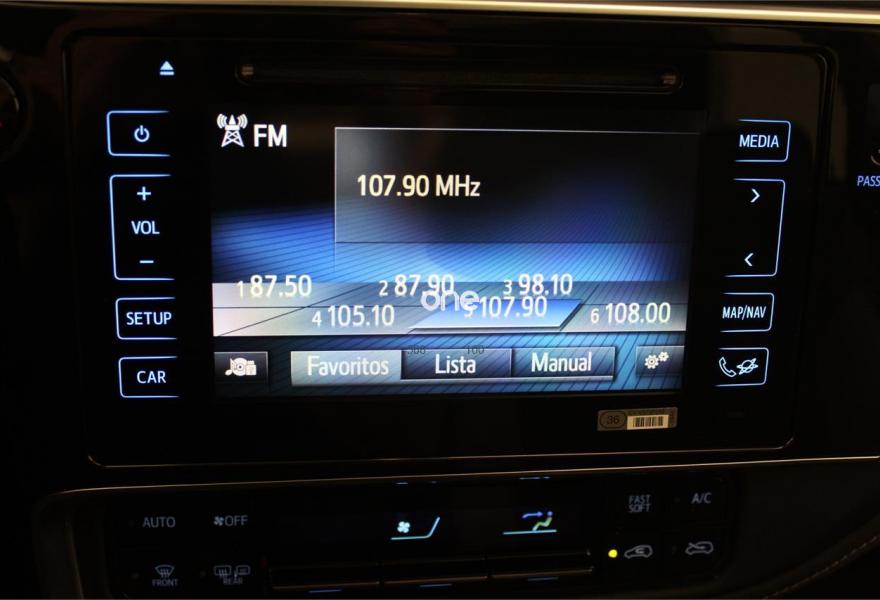 FM
MEDIA
107.90 MHz
PASS
+
VOL
−
1 87.50
2 87.90
3 98.10
one
4 105.10
5 107.90
6 108.00
SETUP
MAP/NAV
Favoritos
Lista
Manual
CAR
36
AUTO
OFF
FAST
SOFT
A/C
FRONT
REAR